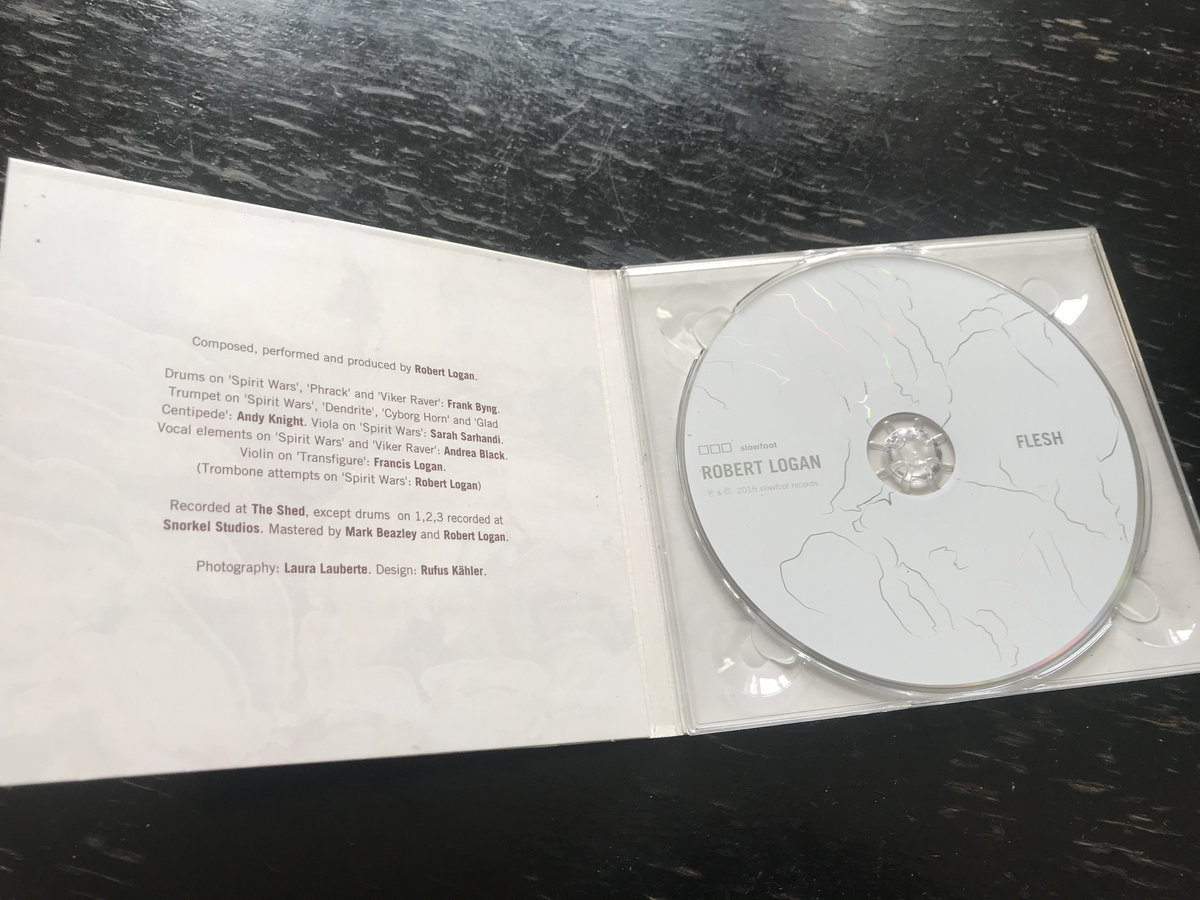 Composed, performed and produced by Robert Logan.
Drums on 'Spirit Wars', 'Phrack' and 'Viker Raver': Frank Byng.
Trumpet on 'Spirit Wars', 'Dendrite', 'Cyborg Horn' and 'Glad
Centipede': Andy Knight. Viola on 'Spirit Wars': Sarah Sarhandi.
Vocal elements on 'Spirit Wars' and 'Viker Raver': Andrea Black.
Violin on 'Transfigure': Francis Logan.
(Trombone attempts on 'Spirit Wars': Robert Logan)
Recorded at The Shed, except drums on 1,2,3 recorded at
Snorkel Studios. Mastered by Mark Beazley and Robert Logan.
Photography: Laura Lauberte. Design: Rufus Kähler.
slowfoot
ROBERT LOGAN
℗ & © 2015 slowfoot records.
FLESH